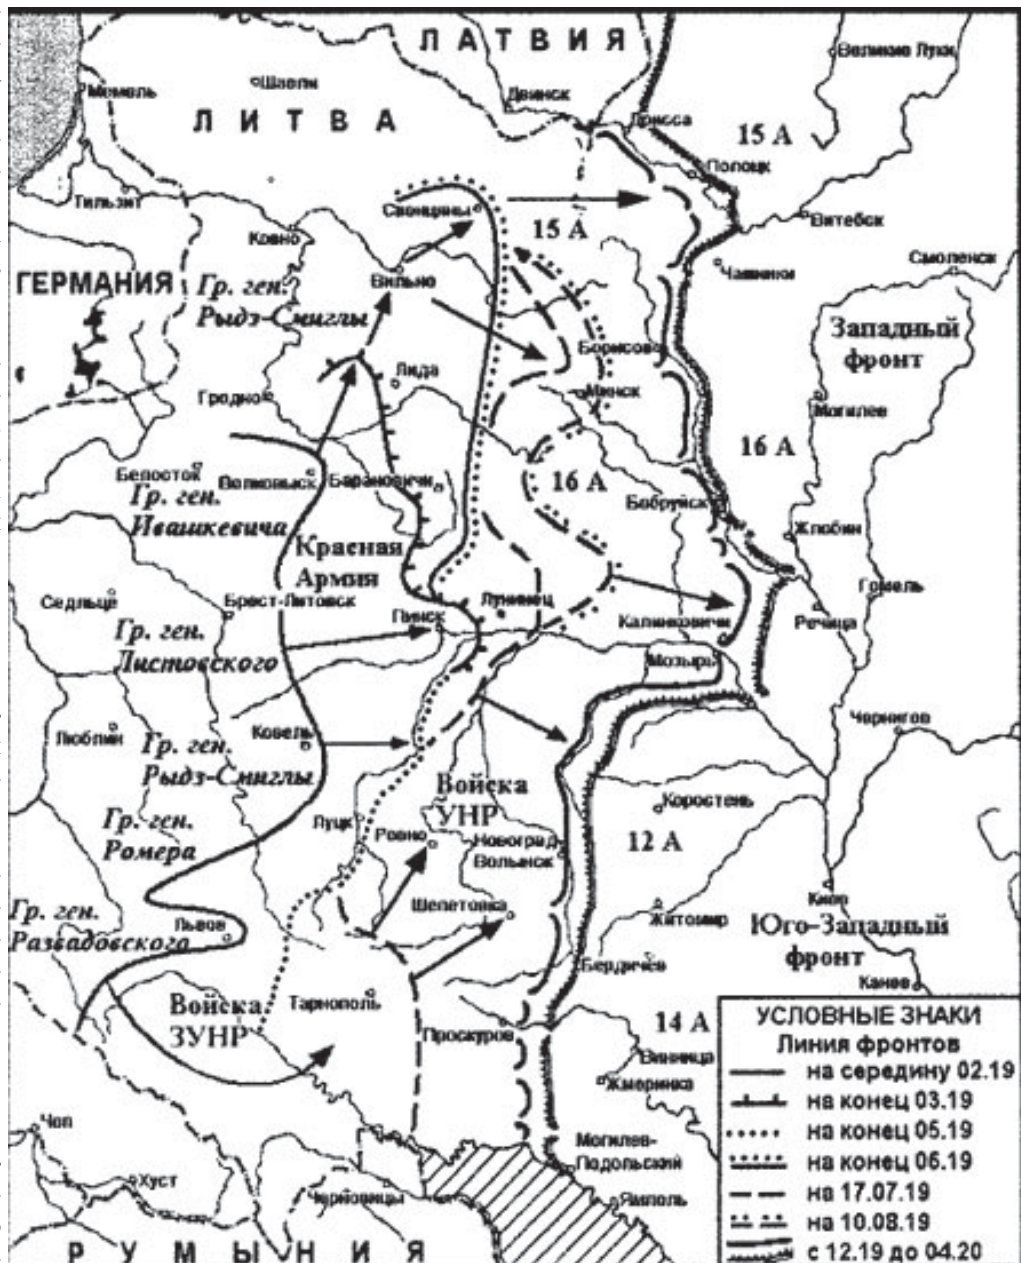 ЛАТВИЯ
Великие Луки
Мемель
Шавли
Двинск
ЛИТВА
Дрисса
15 А
Полоцк
Тильзит
Свенцяны
Витебск
Ковно
15 А
Смоленск
Вильно
Чашники
ГЕРМАНИЯ
Гр. ген.
Рыдз-Смиглы
Западный
фронт
Борисов
Лида
Гродно
Минск
Могилев
16 А
Белосток
Волковыск
Барановичи
16 А
Гр. ген.
Ивашкевича
Бобруйск
Жлобин
Красная
Армия
Седльце
Брест-Литовск
Лунинец
Гомель
Пинск
Калинковичи
Речица
Гр. ген.
Листовского
Мозырь
Люблин
Ковель
Чернигов
Гр. ген.
Рыдз-Смиглы
Войска
УНР
Коростень
Гр. ген.
Ромера
Луцк
Ровно
Новоград
Волынск
12 А
Киев
Гр. ген.
Развадовского
Львов
Шепетовка
Житомир
Юго-Западный
фронт
Бердичев
Канев
Войска
ЗУНР
Тарнополь
Проскуров
14 А
Винница
Жмеринка
Чоп
Хуст
Черновицы
Могилев-
Подольский
Ямполь
РУМЫНИЯ
УСЛОВНЫЕ ЗНАКИ
Линия фронтов
на середину 02.19
на конец 03.19
на конец 05.19
на конец 06.19
на 17.07.19
на 10.08.19
с 12.19 до 04.20